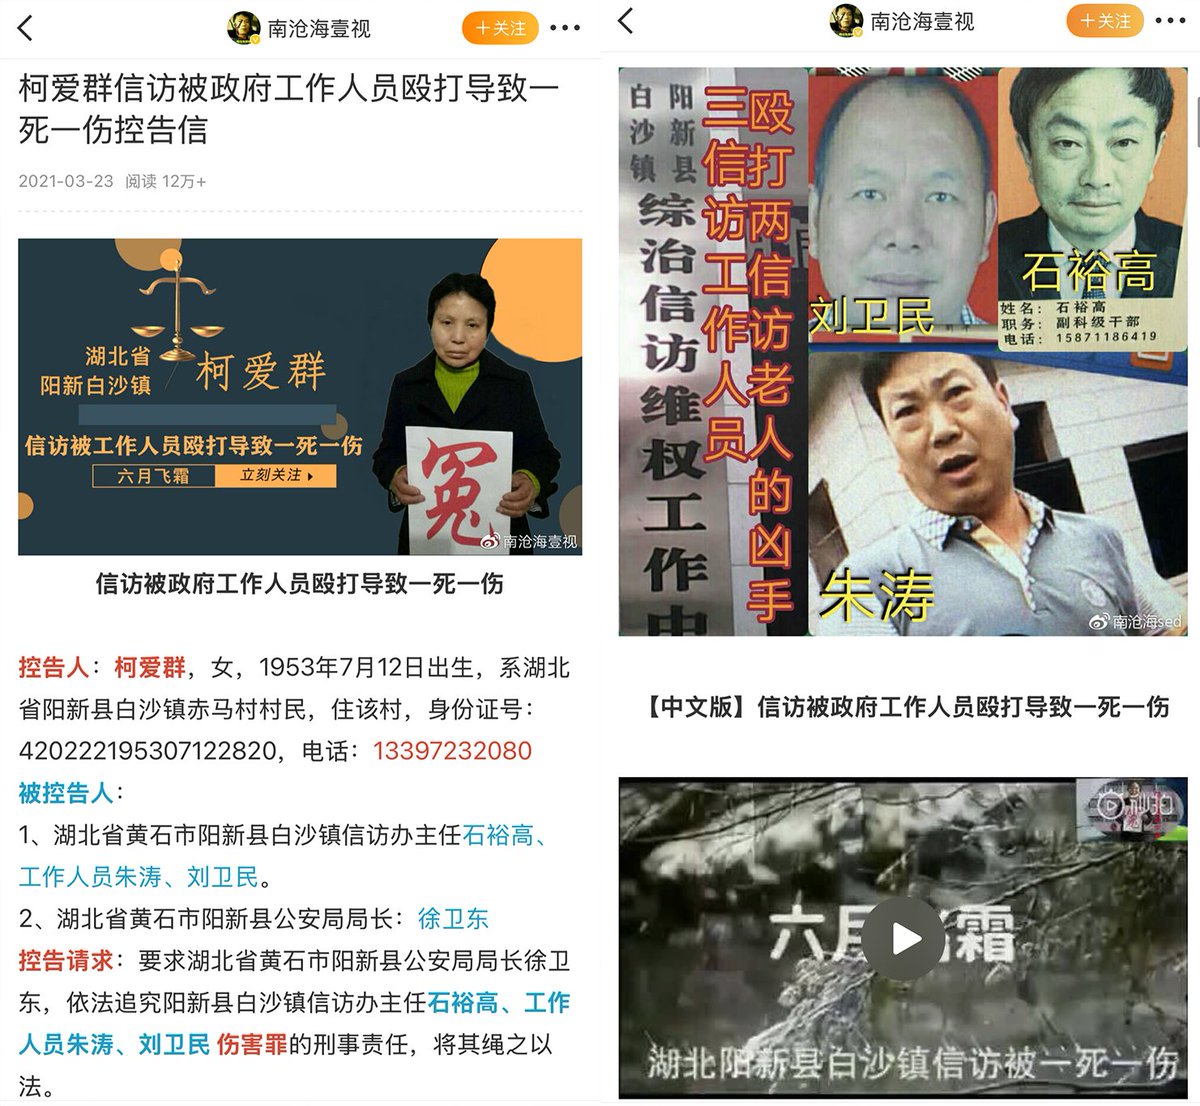 南沧海壹视
+关注
柯爱群信访被政府工作人员殴打导致一
死一伤控告信
2021-03-23 阅读 12万+
湖北省
阳新白沙镇
柯爱群
信访被工作人员殴打导致一死一伤
六月飞霜
立刻关注
南沧海壹视
信访被政府工作人员殴打导致一死一伤
控告人：柯爱群，女，1953年7月12日出生，系湖北
省阳新县白沙镇赤马村村民，住该村，身份证号：
420222195307122820，电话：13397232080
被控告人：
1、湖北省黄石市阳新县白沙镇信访办主任石裕高、
工作人员朱涛、刘卫民。
2、湖北省黄石市阳新县公安局局长：徐卫东
控告请求：要求湖北省黄石市阳新县公安局局长徐卫
东，依法追究阳新县白沙镇信访办主任石裕高、工作
人员朱涛、刘卫民 伤害罪的刑事责任，将其绳之以
法。
南沧海壹视
+关注
阳新县
白沙镇
综治信访维权工作中
殴打两信访老人的凶手
三信访工作人员
刘卫民
石裕高
姓名：石裕高
职务：副科级干部
电话：15871186419
朱涛
南沧海sed
【中文版】信访被政府工作人员殴打导致一死一伤
秒拍
六月 霜
湖北阳新县白沙镇信访被一死一伤